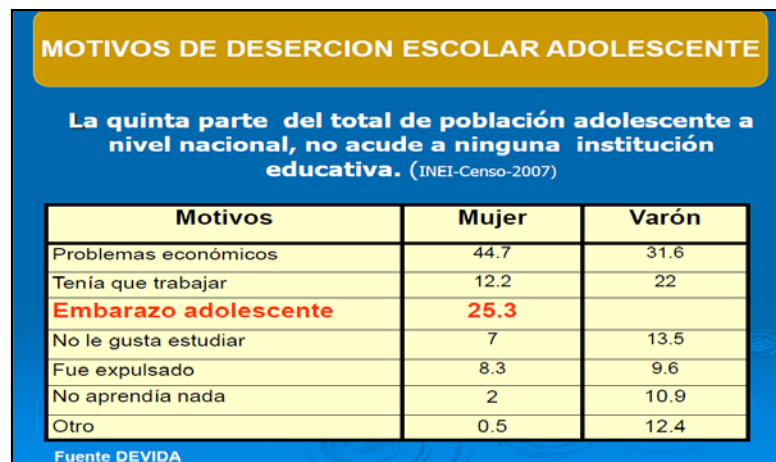 MOTIVOS DE DESERCION ESCOLAR ADOLESCENTE
La quinta parte del total de población adolescente a
nivel nacional, no acude a ninguna institución
educativa. (INEI-Censo-2007)
Motivos Mujer Varón
Problemas económicos 44.7 31.6
Tenía que trabajar 12.2 22
Embarazo adolescente 25.3
No le gusta estudiar 7 13.5
Fue expulsado 8.3 9.6
No aprendía nada 2 10.9
Otro 0.5 12.4
Fuente DEVIDA